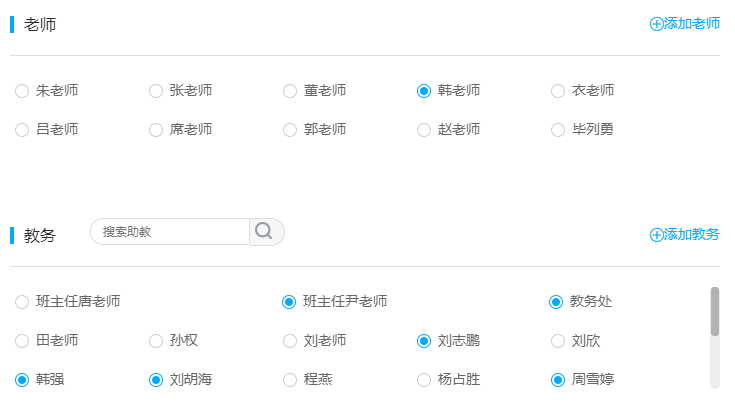 老师 添加老师
朱老师 张老师 董老师 韩老师 衣老师
吕老师 席老师 郭老师 赵老师 毕列勇
教务 搜索助教 添加教务
班主任唐老师 班主任尹老师 教务处
田老师 孙权 刘老师 刘志鹏 刘欣
韩强 刘胡海 程燕 杨占胜 周雪婷